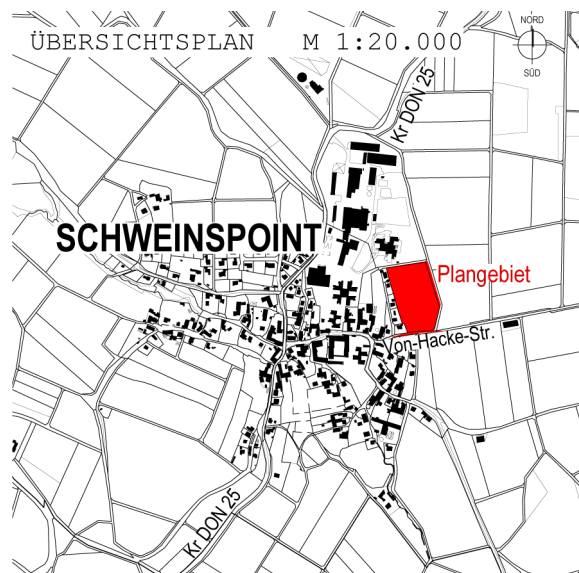 NORD
ÜBERSICHTSPLAN M 1:20.000
SÜD
Kr DON 25
SCHWEINSPOINT
Plangebiet
Von-Hacke-Str.
Kr DON 25